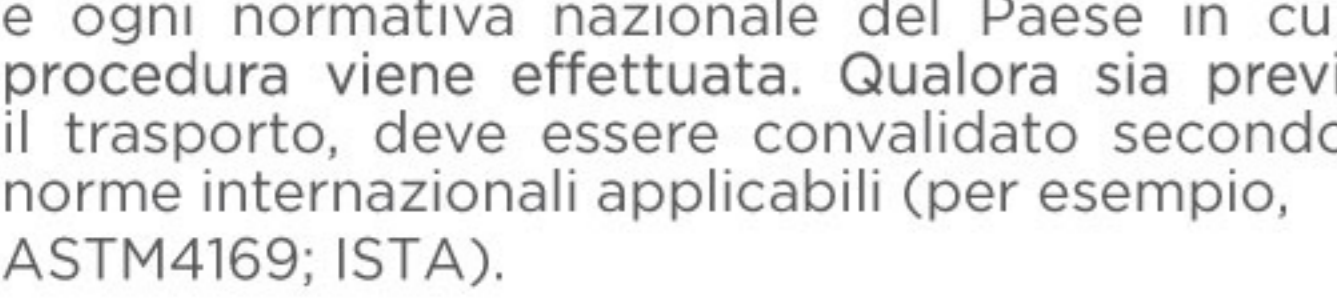 e ogni normativa nazionale del Paese in cu
procedura viene effettuata. Qualora sia previ
il trasporto, deve essere convalidato secondo
norme internazionali applicabili (per esempio,
ASTM4169; ISTA).